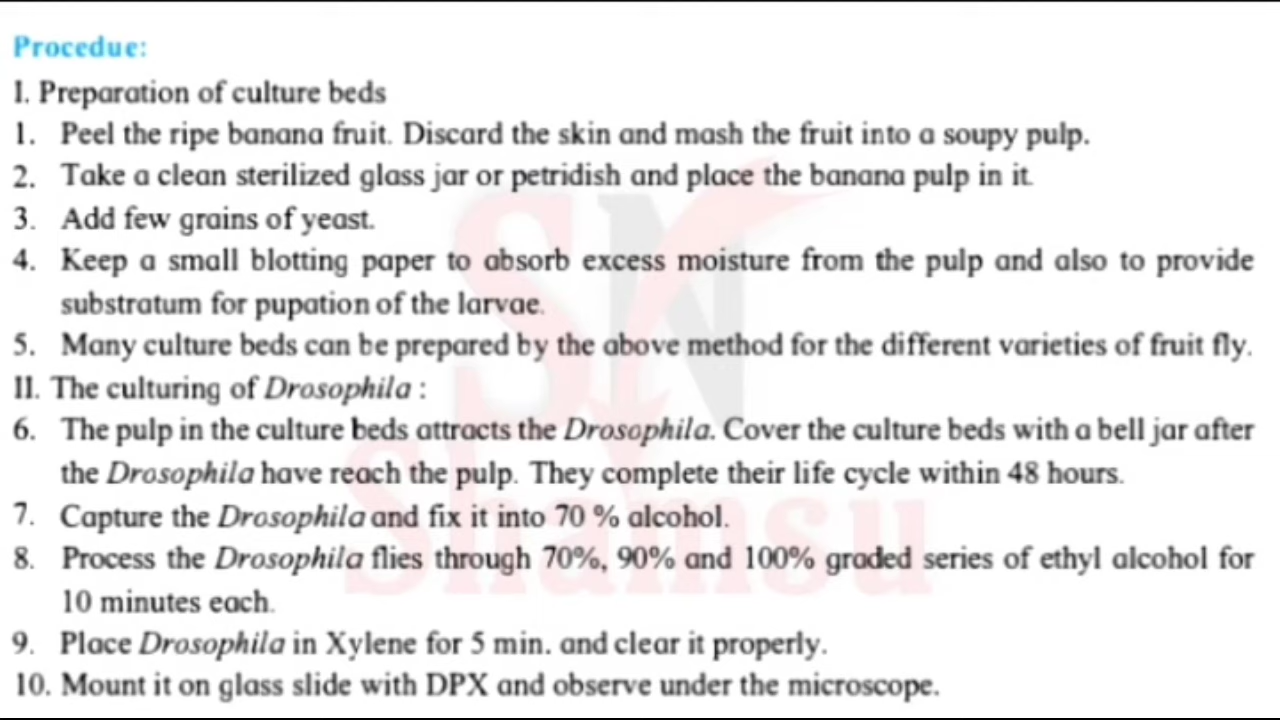 Procedue:
I. Preparation of culture beds
1. Peel the ripe banana fruit. Discard the skin and mash the fruit into a soupy pulp.
2. Take a clean sterilized glass jar or petridish and place the banana pulp in it.
3. Add few grains of yeast.
4. Keep a small blotting paper to absorb excess moisture from the pulp and also to provide
substratum for pupation of the larvae.
5. Many culture beds can be prepared by the above method for the different varieties of fruit fly.
II. The culturing of Drosophila :
6. The pulp in the culture beds attracts the Drosophila. Cover the culture beds with a bell jar after
the Drosophila have reach the pulp. They complete their life cycle within 48 hours.
7. Capture the Drosophila and fix it into 70 % alcohol.
8. Process the Drosophila flies through 70%, 90% and 100% graded series of ethyl alcohol for
10 minutes each.
9. Place Drosophila in Xylene for 5 min. and clear it properly.
10. Mount it on glass slide with DPX and observe under the microscope.
SN
Shamsu